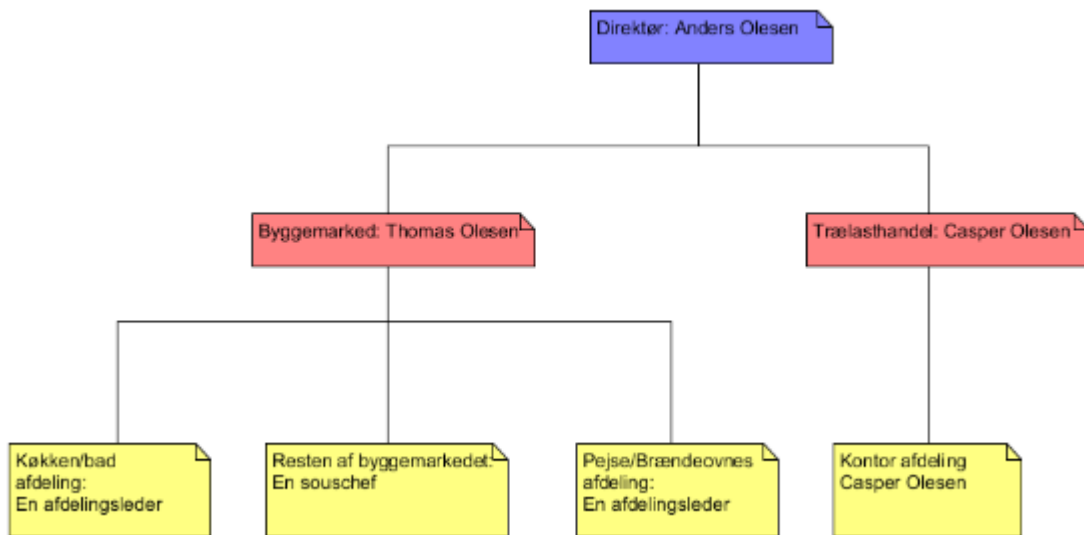 Direktør: Anders Olesen
Byggemarked: Thomas Olesen
Trælasthandel: Casper Olesen
Køkken/bad
afdeling:
En afdelingsleder
Resten af byggemarkedet:
En souschef
Pejse/Brændeovnes
afdeling:
En afdelingsleder
Kontor afdeling
Casper Olesen